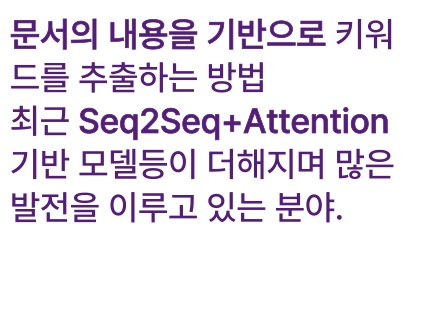 문서의 내용을 기반으로 키워
드를 추출하는 방법
최근 Seq2Seq+Attention
기반 모델등이 더해지며 많은
발전을 이루고 있는 분야.